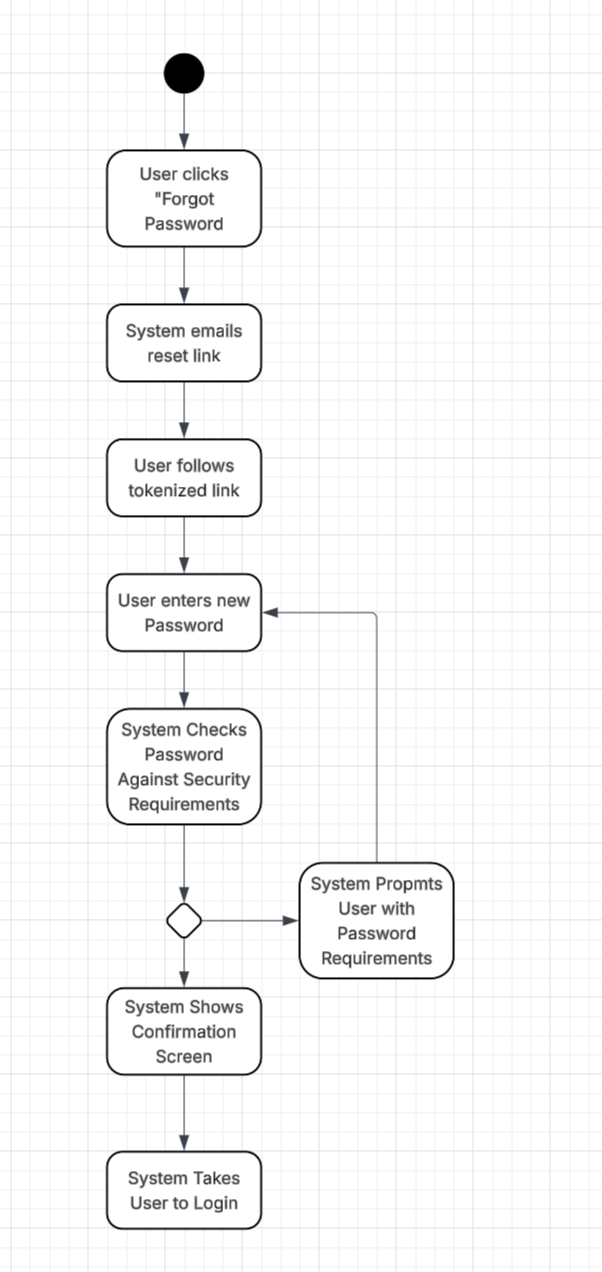 User clicks
"Forgot
Password
System emails
reset link
User follows
tokenized link
User enters new
Password
System Checks
Password
Against Security
Requirements
System Propmts
User with
Password
Requirements
System Shows
Confirmation
Screen
System Takes
User to Login